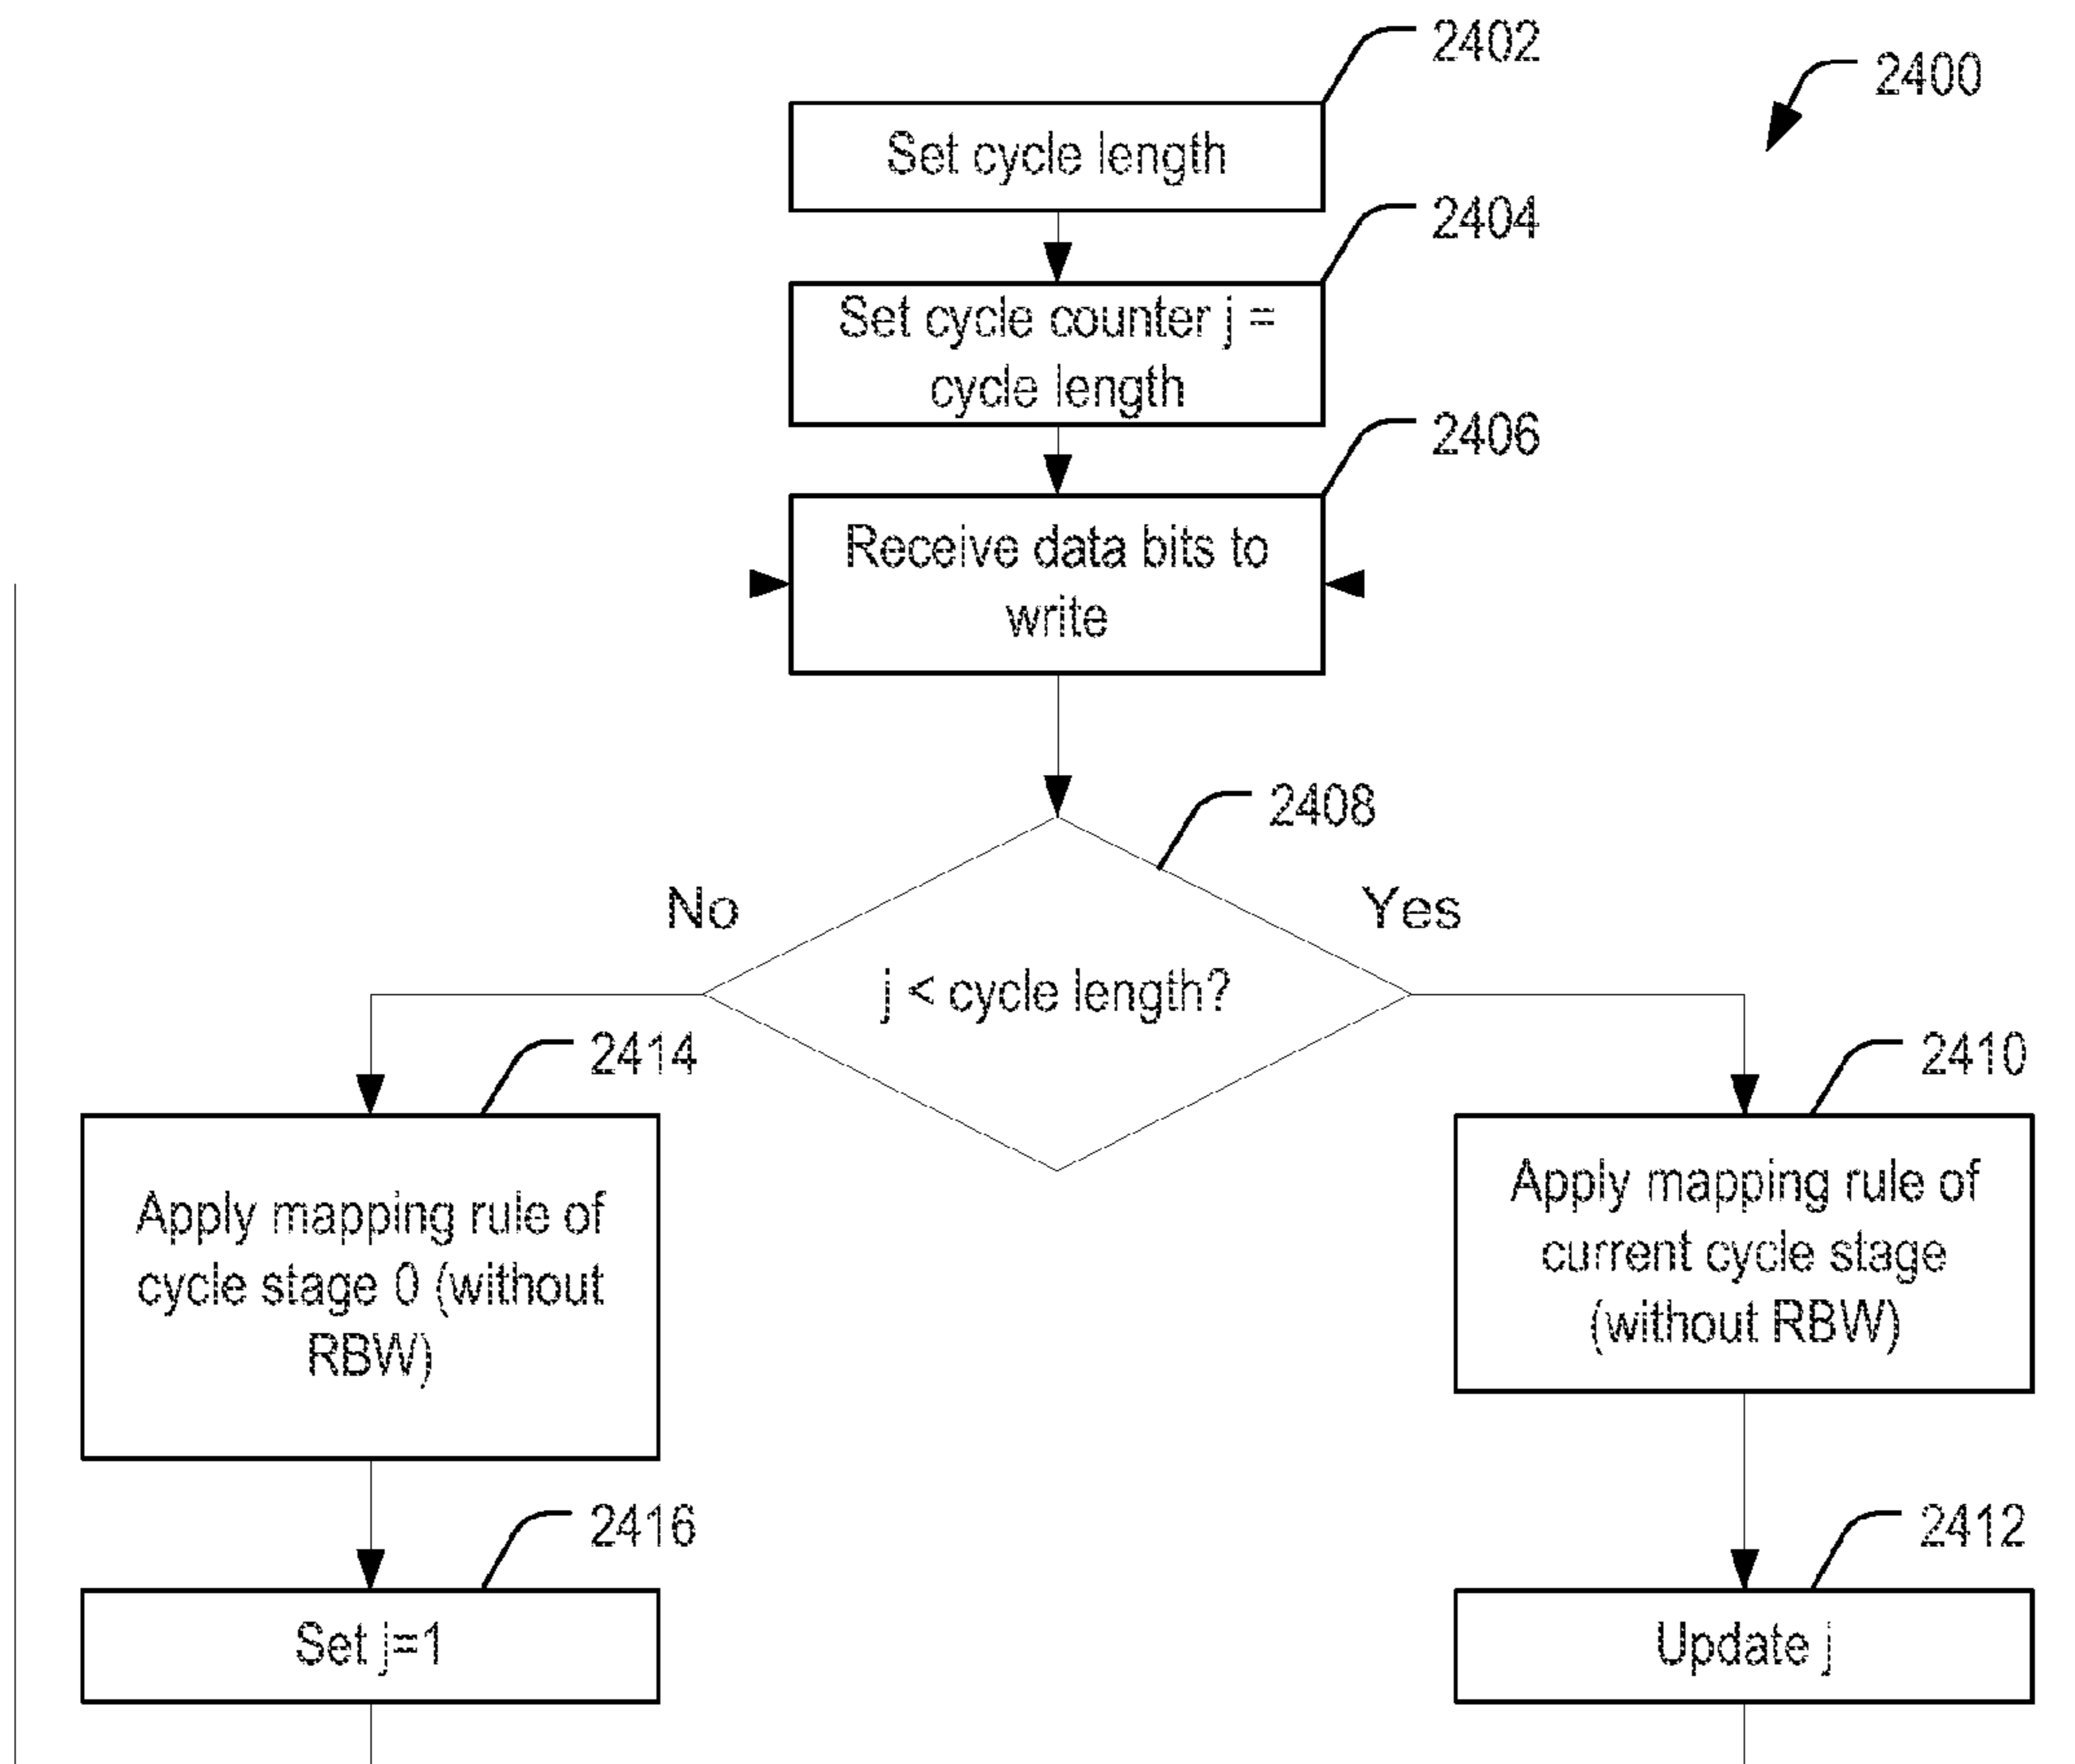 2402
2400
Set cycle length
2404
Set cycle counter j =
cycle length
2406
Receive data bits to
write
2408
No
Yes
j < cycle length?
2414
2410
Apply mapping rule of
cycle stage 0 (without
RBW)
Apply mapping rule of
current cycle stage
(without RBW)
2416
2412
Set j=1
Update j